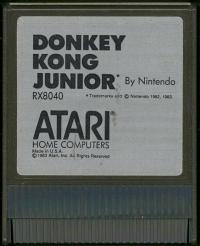 DONKEY
KONG
JUNIOR* By Nintendo
RX8040 * Trademarks and © Nintendo 1982, 1983
ATARI®
HOME COMPUTERS
Made in U.S.A.
©1983 Atari, Inc. All Rights Reserved